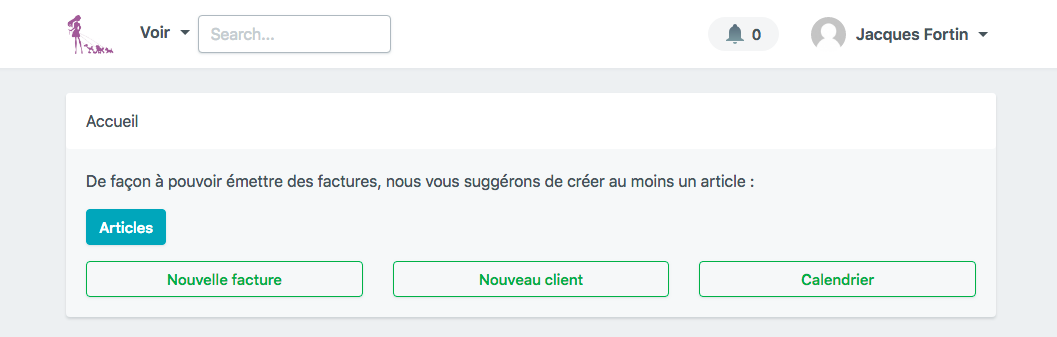 Voir Search... 0 Jacques Fortin
Accueil
De façon à pouvoir émettre des factures, nous vous suggérons de créer au moins un article :
Articles
Nouvelle facture Nouveau client Calendrier